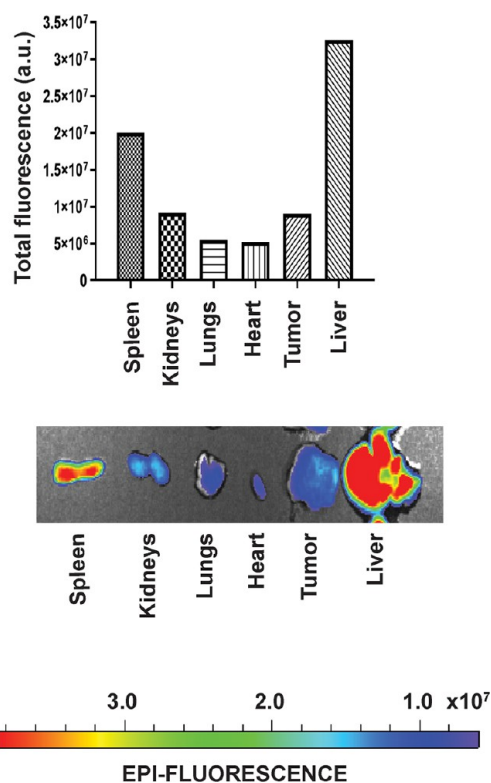 Total fluorescence (a.u.)
3.5×10⁷
3×10⁷
2.5×10⁷
2×10⁷
1.5×10⁷
1×10⁷
5×10⁶
0
Spleen
Kidneys
Lungs
Heart
Tumor
Liver
Spleen
Kidneys
Lungs
Heart
Tumor
Liver
3.0 2.0 1.0 x10⁷
EPI-FLUORESCENCE